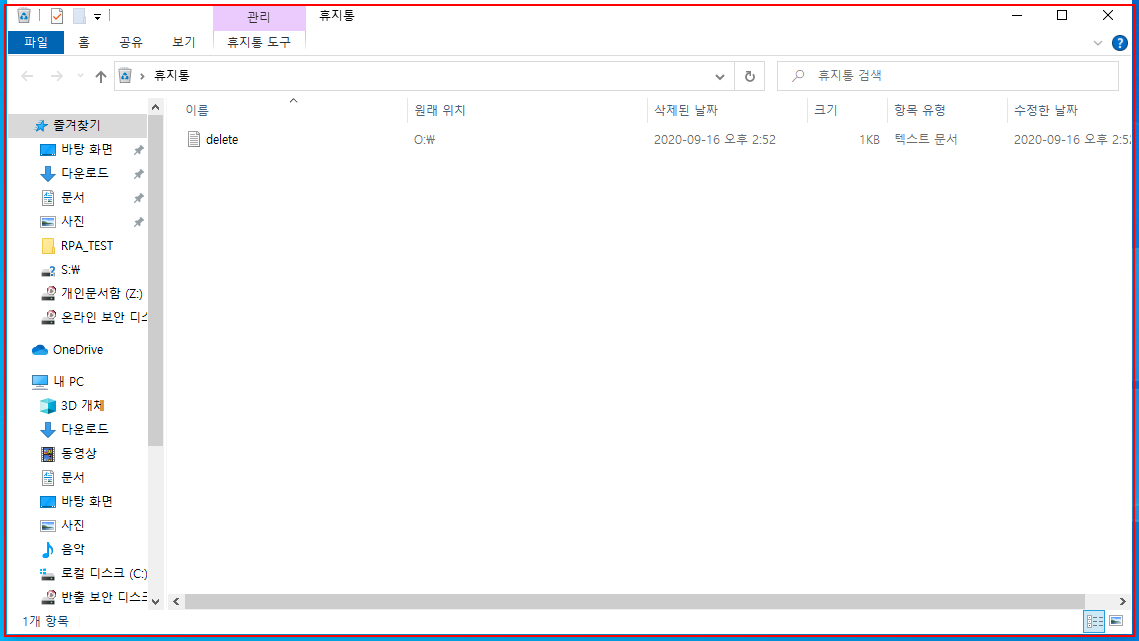 관리
휴지통
파일
홈
공유
보기
휴지통 도구
?
휴지통
휴지통 검색
이름
원래 위치
삭제된 날짜
크기
항목 유형
수정한 날짜
delete
O:₩
2020-09-16 오후 2:52
1KB
텍스트 문서
2020-09-16 오후 2:52
즐겨찾기
바탕 화면
다운로드
문서
사진
RPA_TEST
S:₩
개인문서함 (Z:)
온라인 보안 디스
OneDrive
내 PC
3D 개체
다운로드
동영상
문서
바탕 화면
사진
음악
로컬 디스크 (C:)
반출 보안 디스크
1개 항목